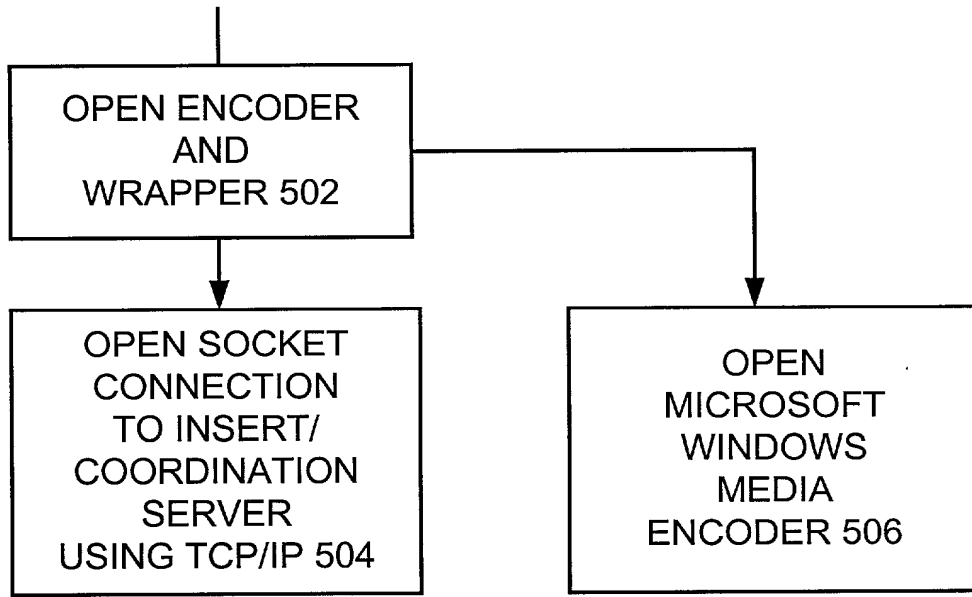 OPEN ENCODER
AND
WRAPPER 502
OPEN SOCKET
CONNECTION
TO INSERT/
COORDINATION
SERVER
USING TCP/IP 504
OPEN
MICROSOFT
WINDOWS
MEDIA
ENCODER 506